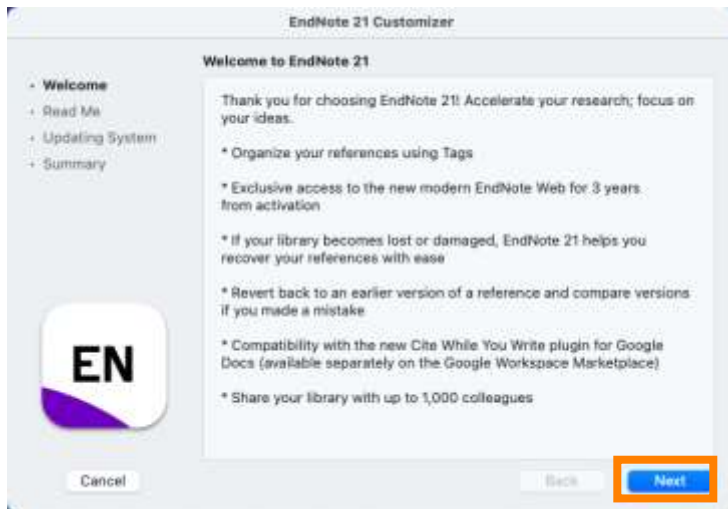 EndNote 21 Customizer
Welcome to EndNote 21
• Welcome
• Read Me
• Updating System
• Summary
Thank you for choosing EndNote 21! Accelerate your research; focus on
your ideas.
* Organize your references using Tags
* Exclusive access to the new modern EndNote Web for 3 years
from activation
* If your library becomes lost or damaged, EndNote 21 helps you
recover your references with ease
* Revert back to an earlier version of a reference and compare versions
if you made a mistake
* Compatibility with the new Cite While You Write plugin for Google
Docs (available separately on the Google Workspace Marketplace)
* Share your library with up to 1,000 colleagues
EN
Cancel
Back
Next